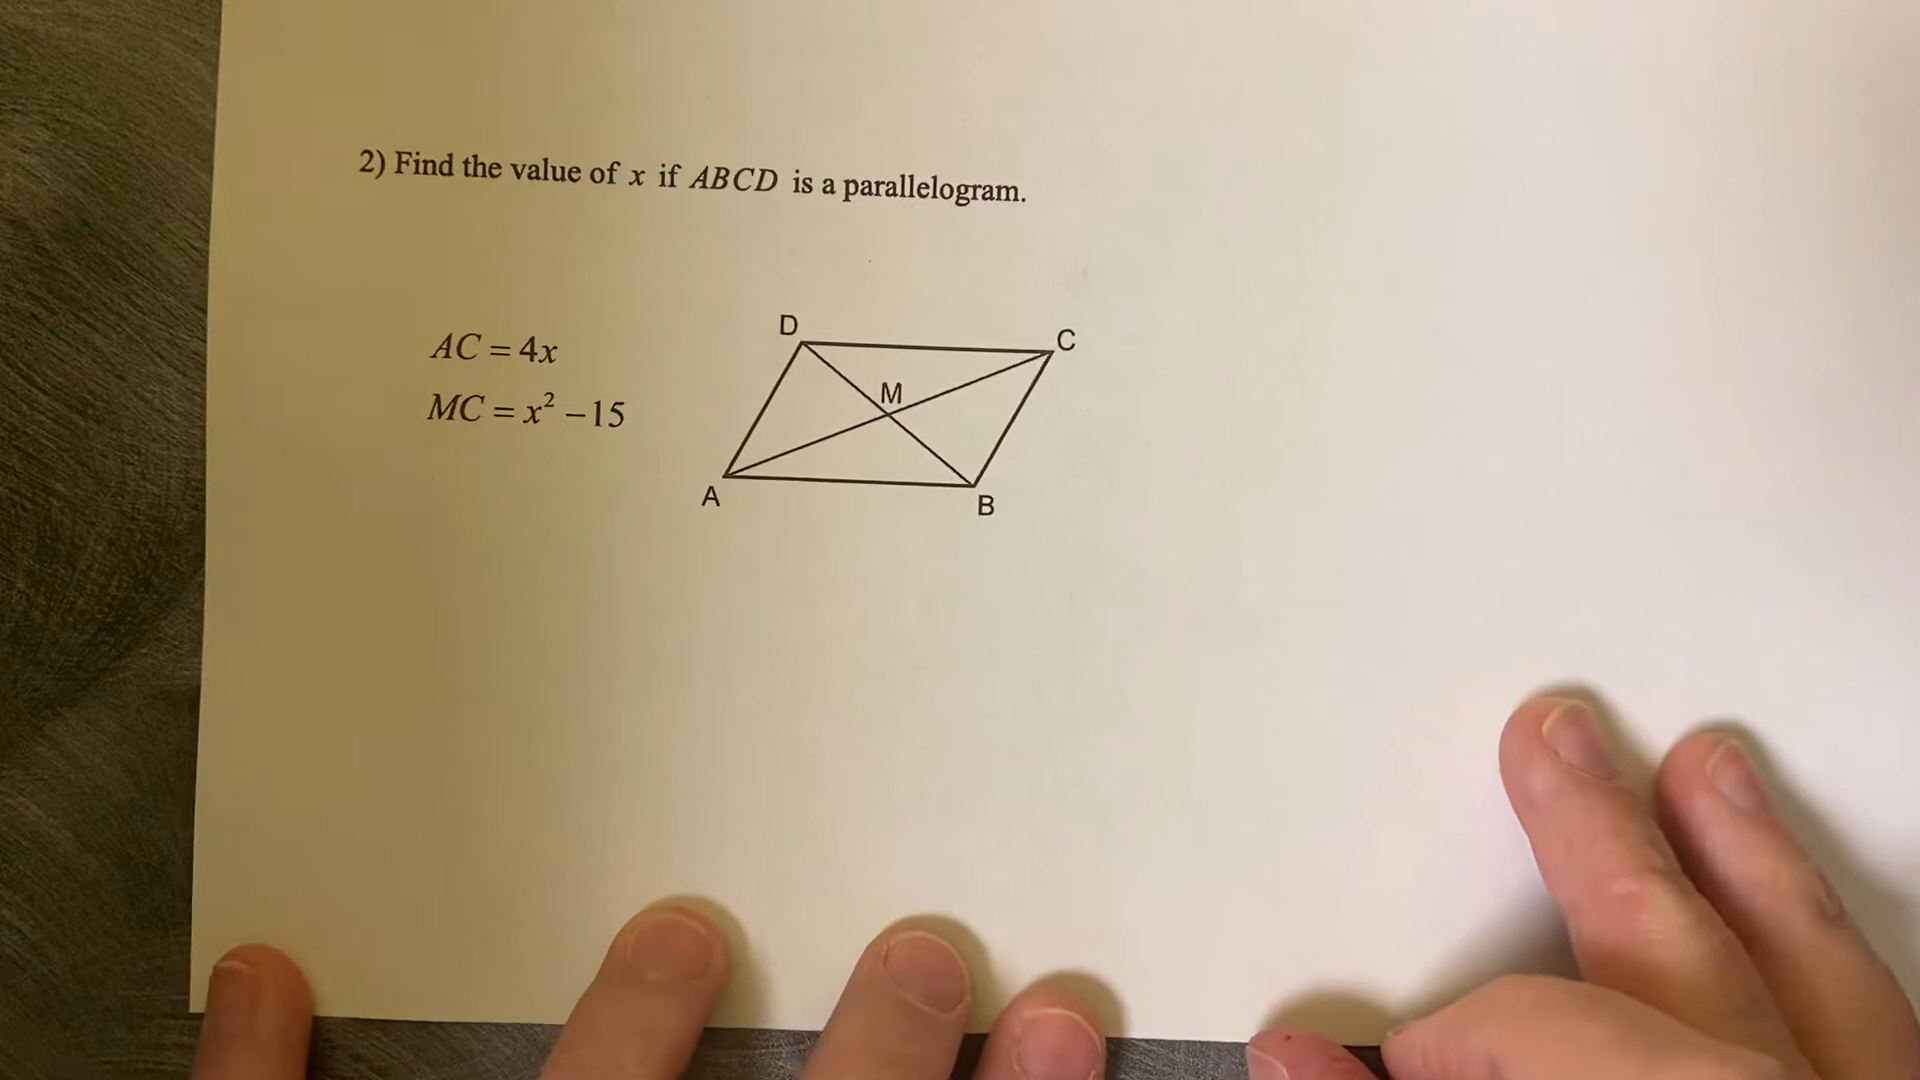 2) Find the value of x if ABCD is a parallelogram.
AC = 4x
MC = x² − 15
D
C
M
A
B